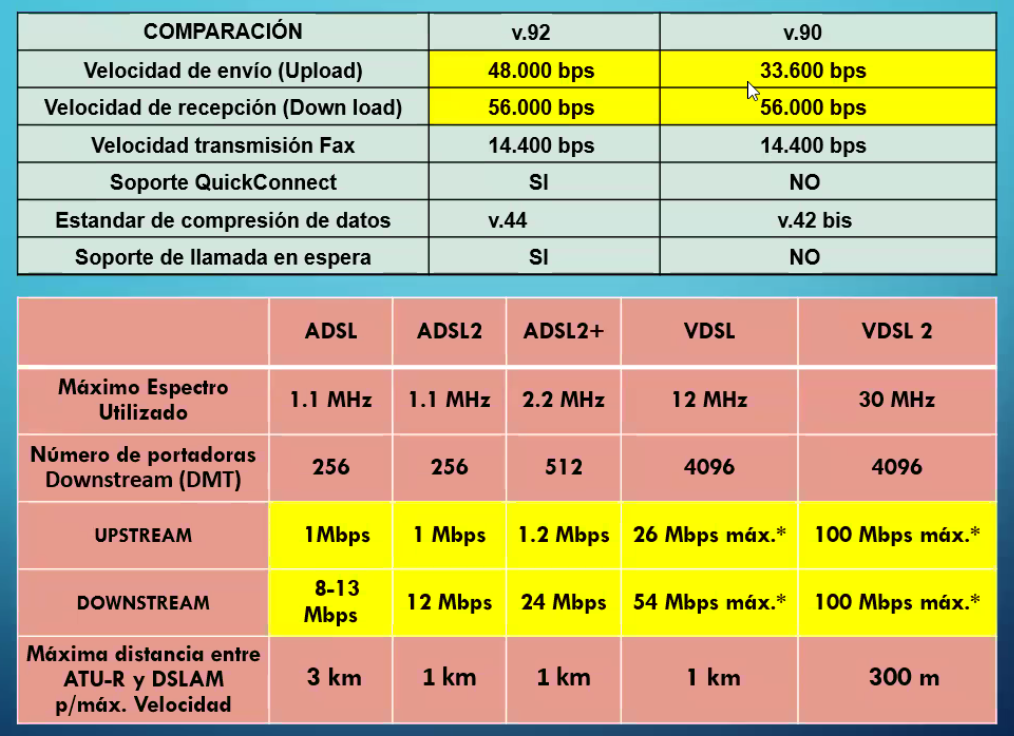 COMPARACIÓN v.92 v.90
Velocidad de envío (Upload) 48.000 bps 33.600 bps
Velocidad de recepción (Down load) 56.000 bps 56.000 bps
Velocidad transmisión Fax 14.400 bps 14.400 bps
Soporte QuickConnect SI NO
Estandar de compresión de datos v.44 v.42 bis
Soporte de llamada en espera SI NO
ADSL ADSL2 ADSL2+ VDSL VDSL 2
Máximo Espectro
Utilizado
1.1 MHz 1.1 MHz 2.2 MHz 12 MHz 30 MHz
Número de portadoras
Downstream (DMT)
256 256 512 4096 4096
UPSTREAM 1Mbps 1 Mbps 1.2 Mbps 26 Mbps máx.* 100 Mbps máx.*
DOWNSTREAM
8-13
Mbps
12 Mbps 24 Mbps 54 Mbps máx.* 100 Mbps máx.*
Máxima distancia entre
ATU-R y DSLAM
p/máx. Velocidad
3 km 1 km 1 km 1 km 300 m